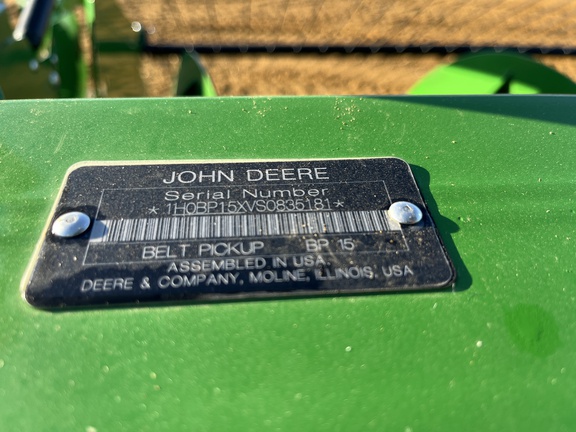 JOHN DEERE
Serial Number
*1H0BP15XVS0835181*
BELT PICKUP BP 15
ASSEMBLED IN USA
DEERE & COMPANY, MOLINE, ILLINOIS, USA